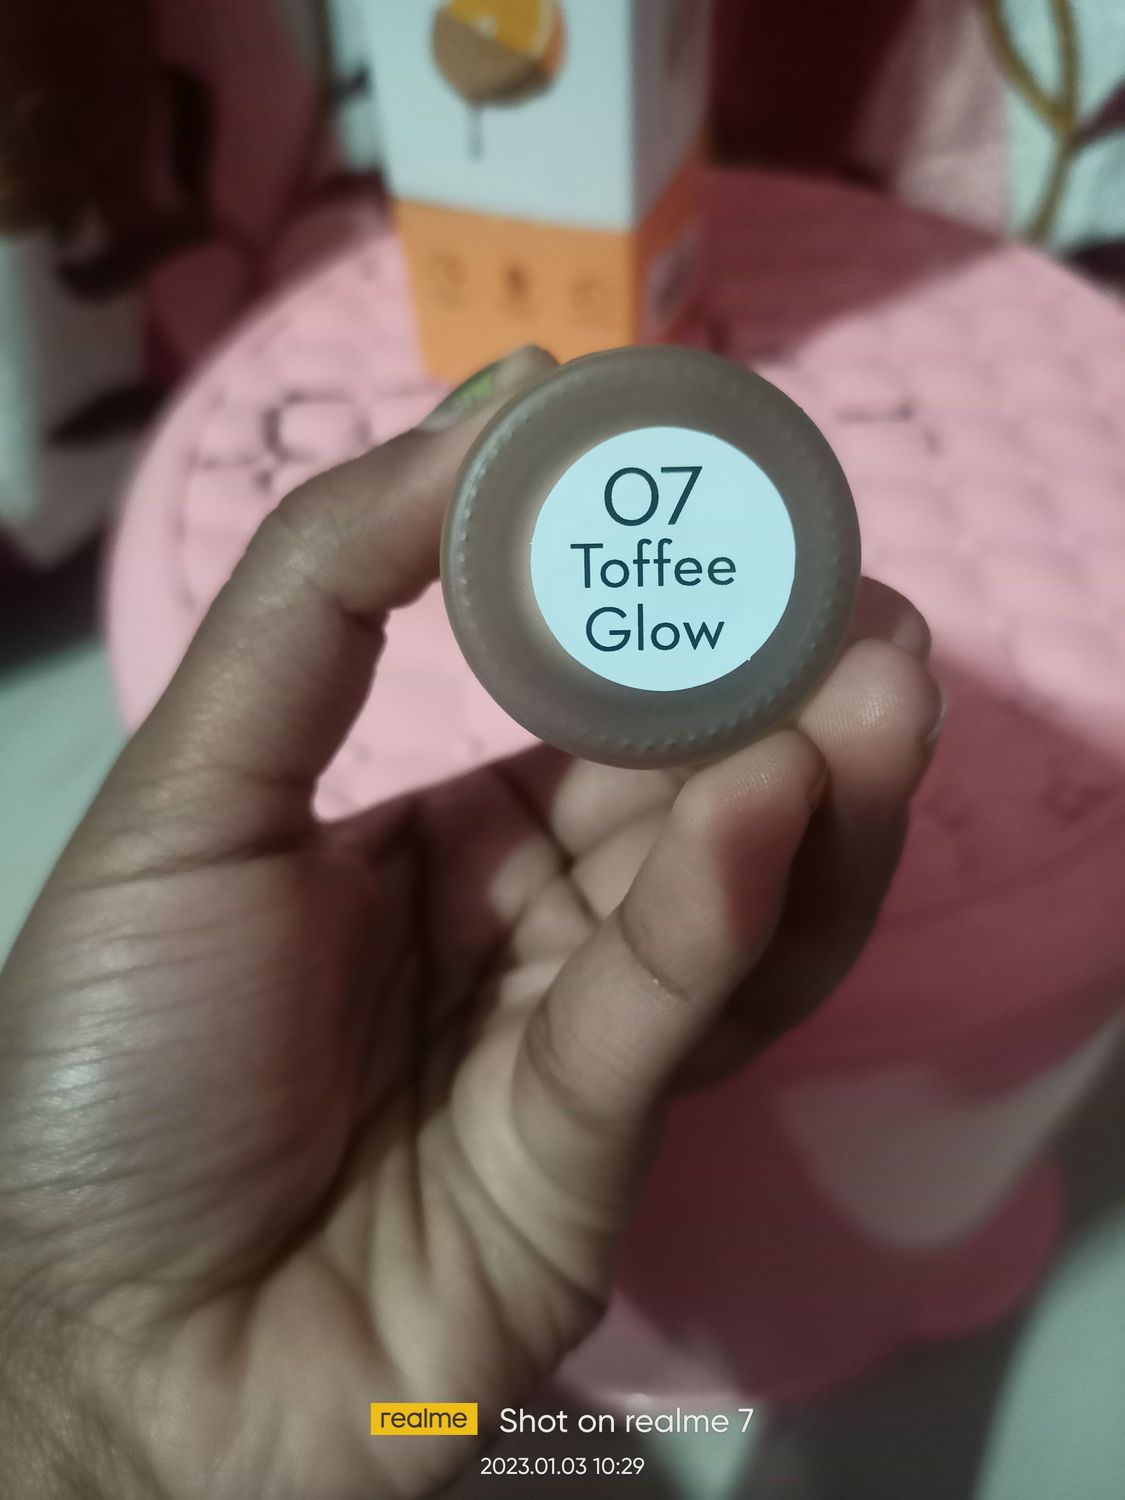 07
Toffee
Glow
realme Shot on realme 7
2023.01.03 10:29